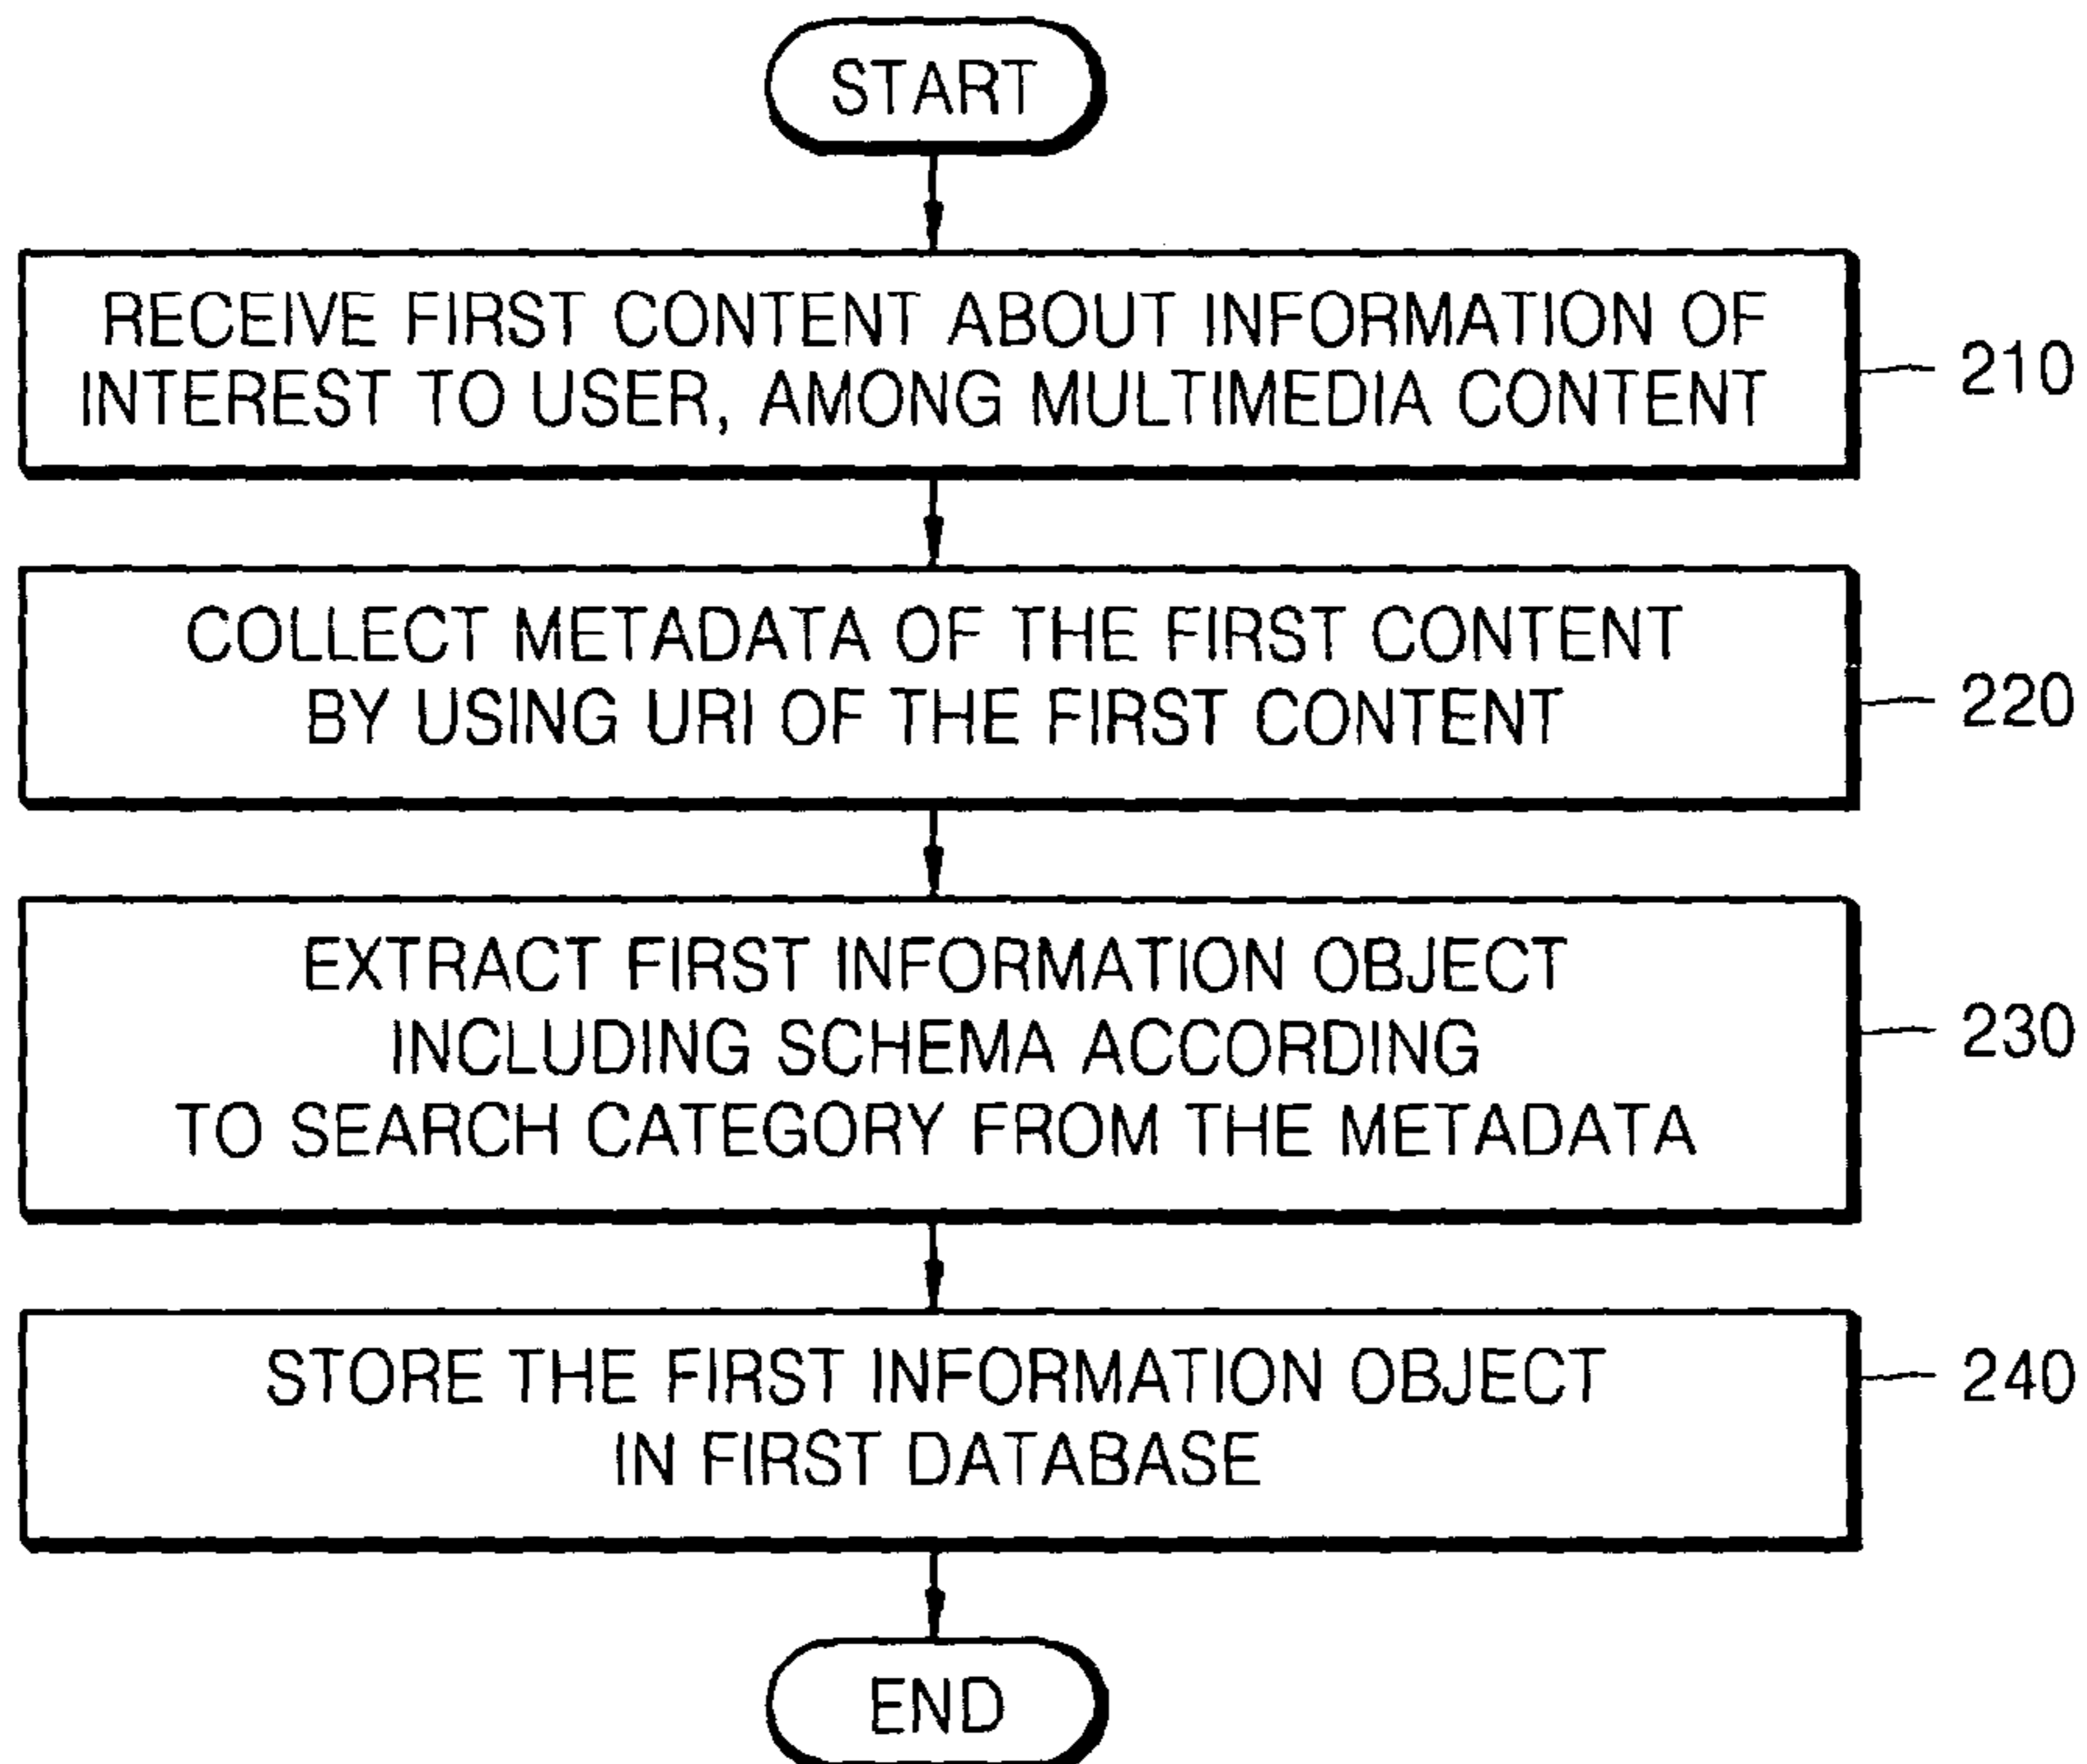 START
RECEIVE FIRST CONTENT ABOUT INFORMATION OF
INTEREST TO USER, AMONG MULTIMEDIA CONTENT
210
COLLECT METADATA OF THE FIRST CONTENT
BY USING URI OF THE FIRST CONTENT
220
EXTRACT FIRST INFORMATION OBJECT
INCLUDING SCHEMA ACCORDING
TO SEARCH CATEGORY FROM THE METADATA
230
STORE THE FIRST INFORMATION OBJECT
IN FIRST DATABASE
240
END